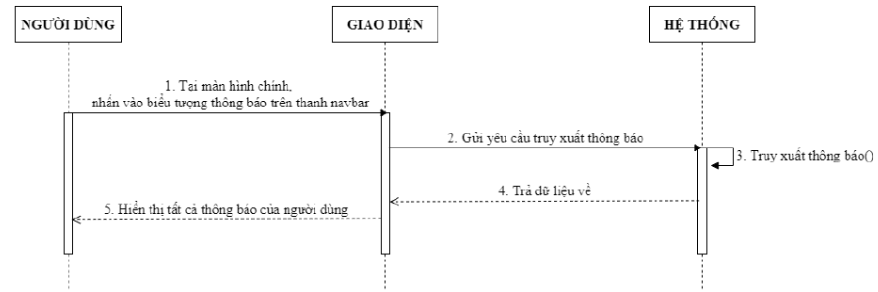 NGƯỜI DÙNG
GIAO DIỆN
HỆ THỐNG
1. Tại màn hình chính,
nhấn vào biểu tượng thông báo trên thanh navbar
2. Gửi yêu cầu truy xuất thông báo
3. Truy xuất thông báo()
4. Trả dữ liệu về
5. Hiển thị tất cả thông báo của người dùng